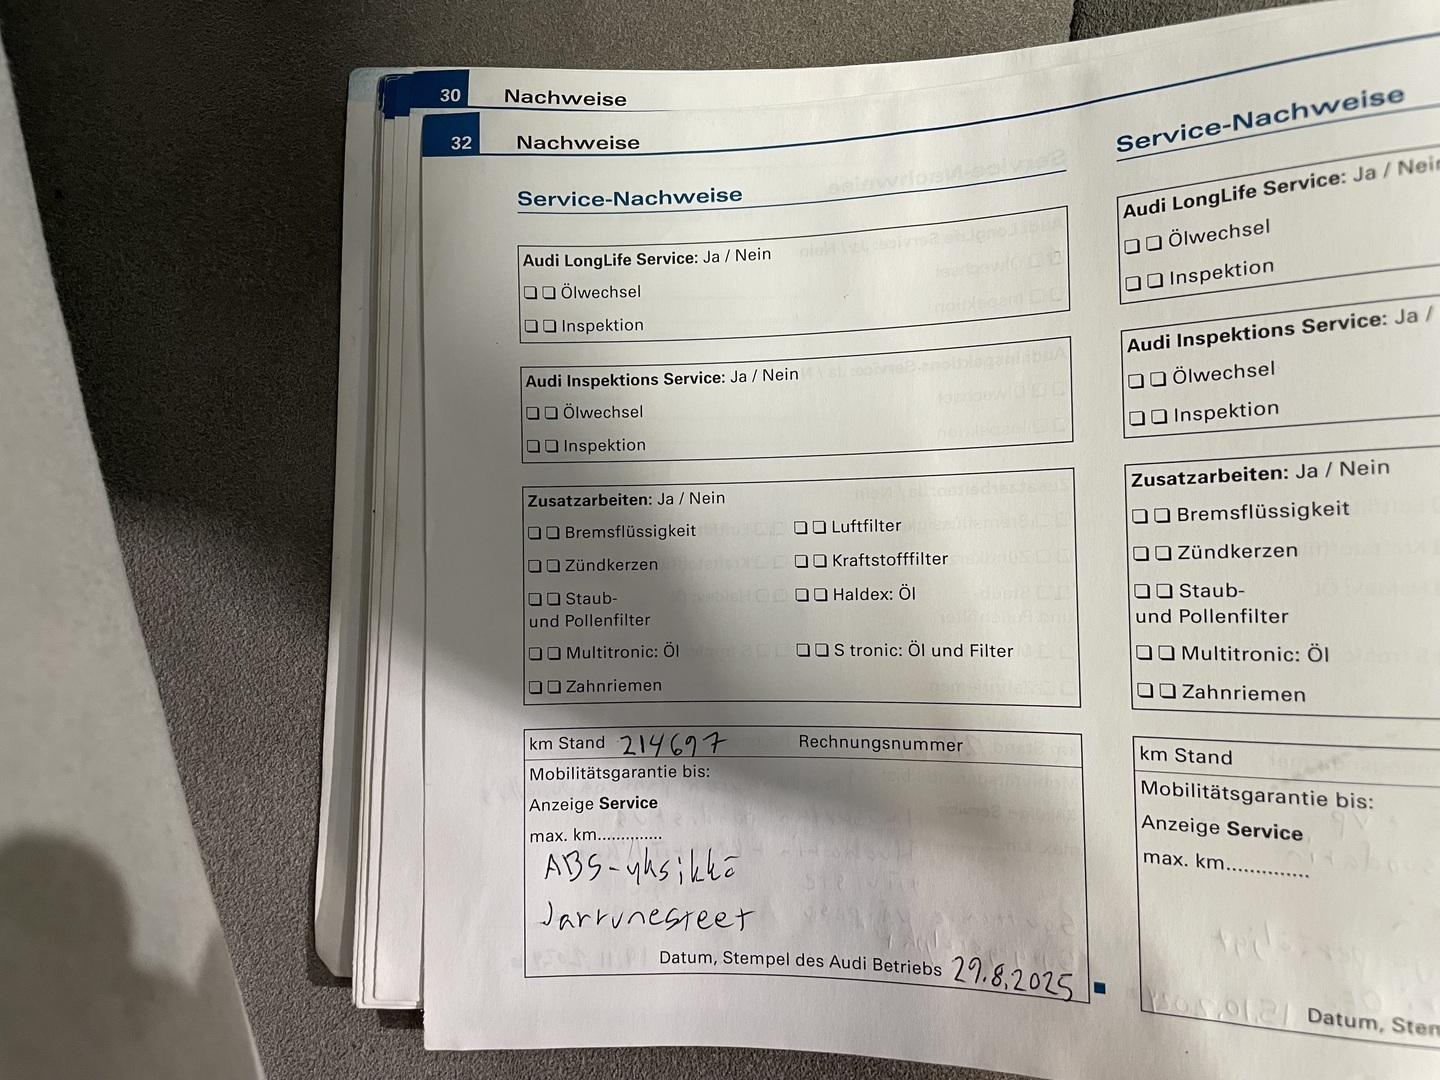 30 Nachweise
32 Nachweise
Service-Nachweise
Audi LongLife Service: Ja / Nein
Ölwechsel
Inspektion
Audi Inspektions Service: Ja / Nein
Ölwechsel
Inspektion
Zusatzarbeiten: Ja / Nein
Bremsflüssigkeit Luftfilter
Zündkerzen Kraftstofffilter
Staub- Haldex: Öl
und Pollenfilter
Multitronic: Öl S tronic: Öl und Filter
Zahnriemen
km Stand 214697 Rechnungsnummer
Mobilitätsgarantie bis:
Anzeige Service
max. km..............
ABS-yksikkö
Jarrunesteet
Datum, Stempel des Audi Betriebs 29.8.2025
Service-Nachweise
Audi LongLife Service: Ja / Nein
Ölwechsel
Inspektion
Audi Inspektions Service: Ja /
Ölwechsel
Inspektion
Zusatzarbeiten: Ja / Nein
Bremsflüssigkeit
Zündkerzen
Staub-
und Pollenfilter
Multitronic: Öl
Zahnriemen
km Stand
Mobilitätsgarantie bis:
Anzeige Service
max. km..............
Datum, Stem